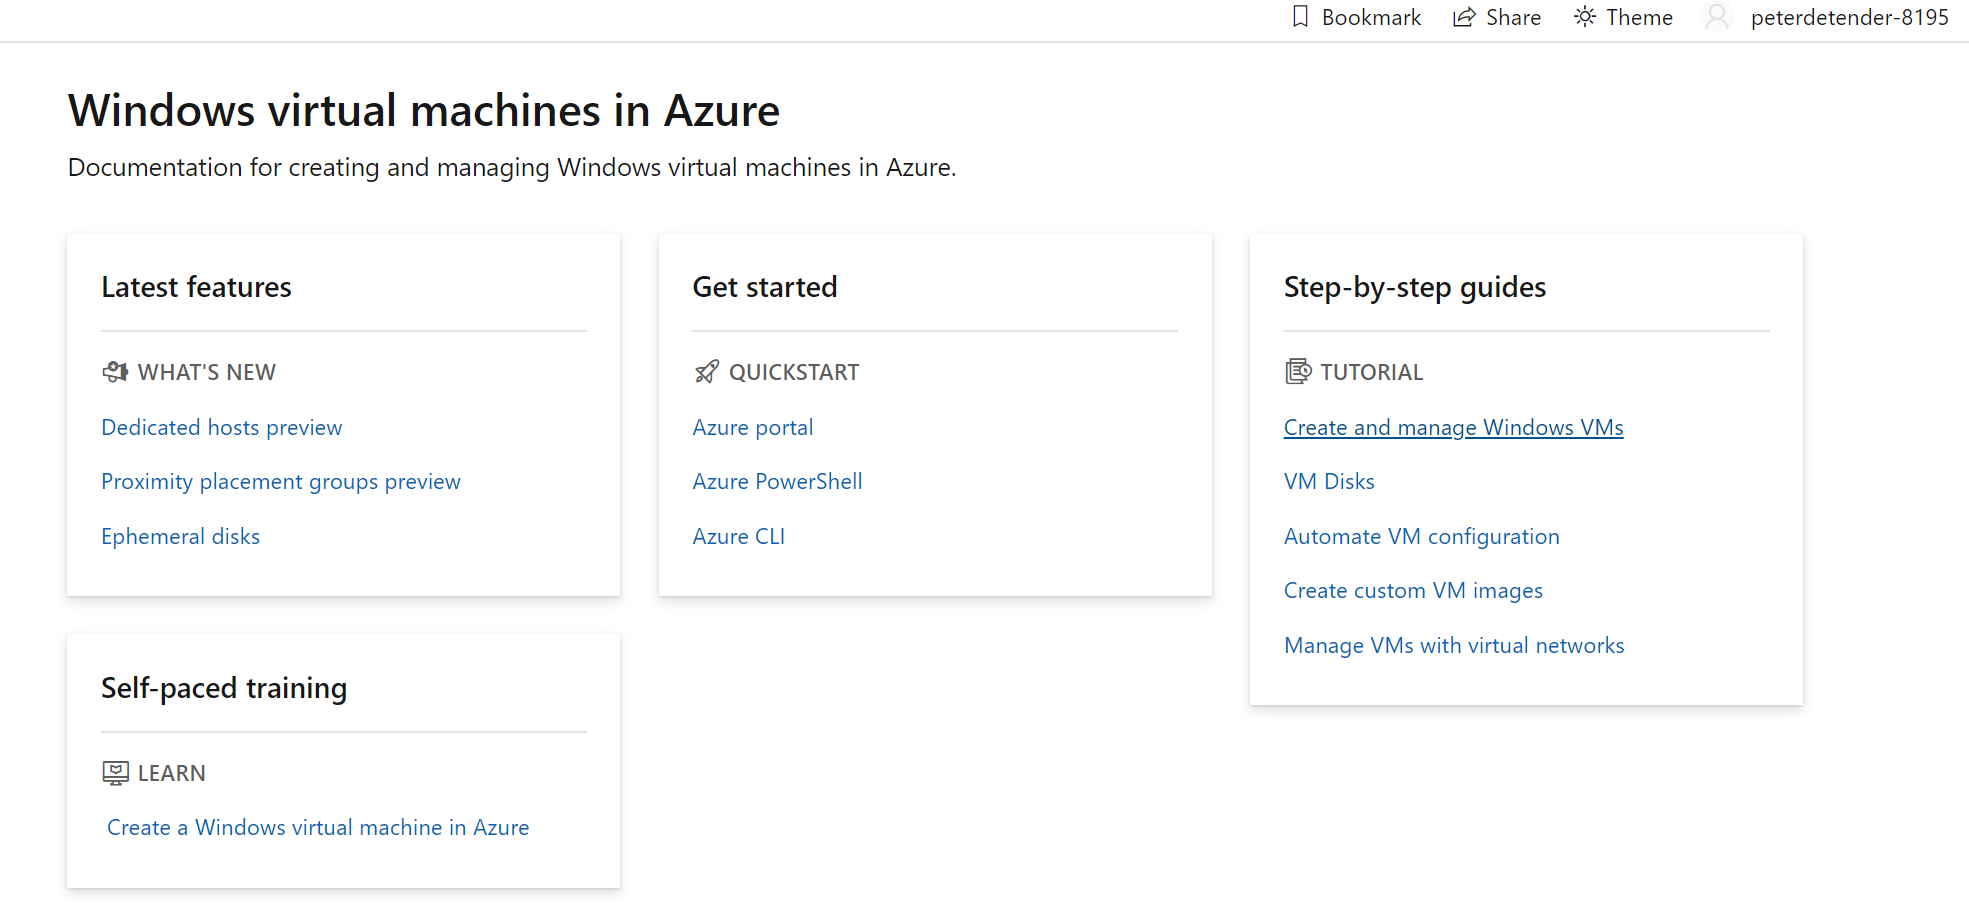 Bookmark Share Theme peterdetender-8195
Windows virtual machines in Azure
Documentation for creating and managing Windows virtual machines in Azure.
Latest features
WHAT'S NEW
Dedicated hosts preview
Proximity placement groups preview
Ephemeral disks
Get started
QUICKSTART
Azure portal
Azure PowerShell
Azure CLI
Step-by-step guides
TUTORIAL
Create and manage Windows VMs
VM Disks
Automate VM configuration
Create custom VM images
Manage VMs with virtual networks
Self-paced training
LEARN
Create a Windows virtual machine in Azure